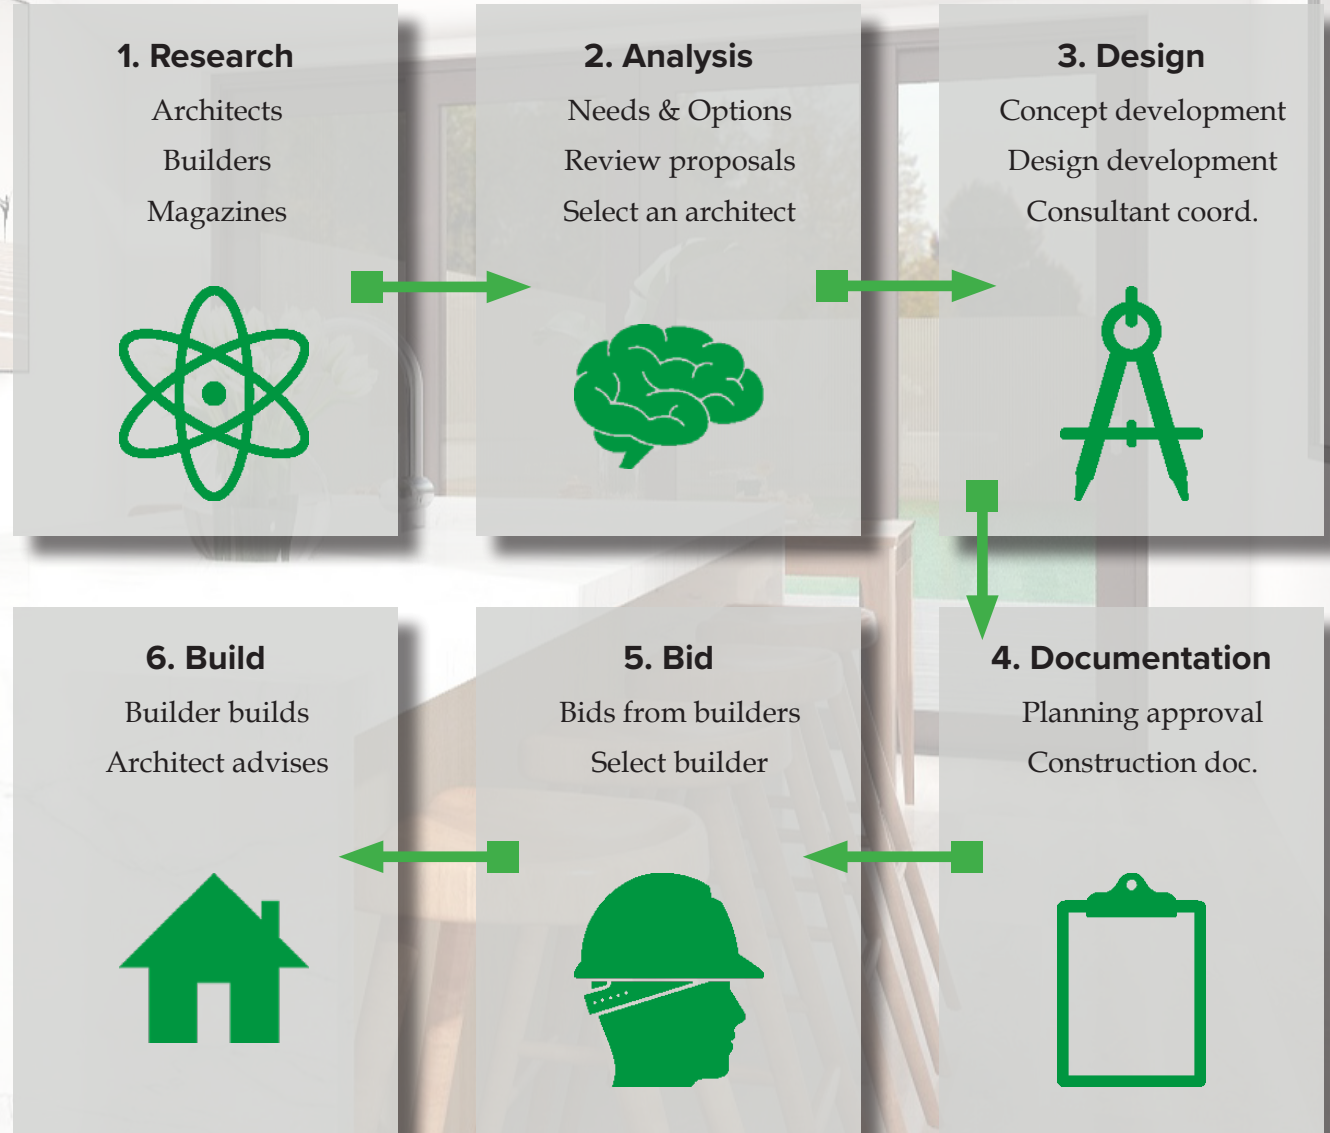 1. Research
Architects
Builders
Magazines
2. Analysis
Needs & Options
Review proposals
Select an architect
3. Design
Concept development
Design development
Consultant coord.
4. Documentation
Planning approval
Construction doc.
5. Bid
Bids from builders
Select builder
6. Build
Builder builds
Architect advises